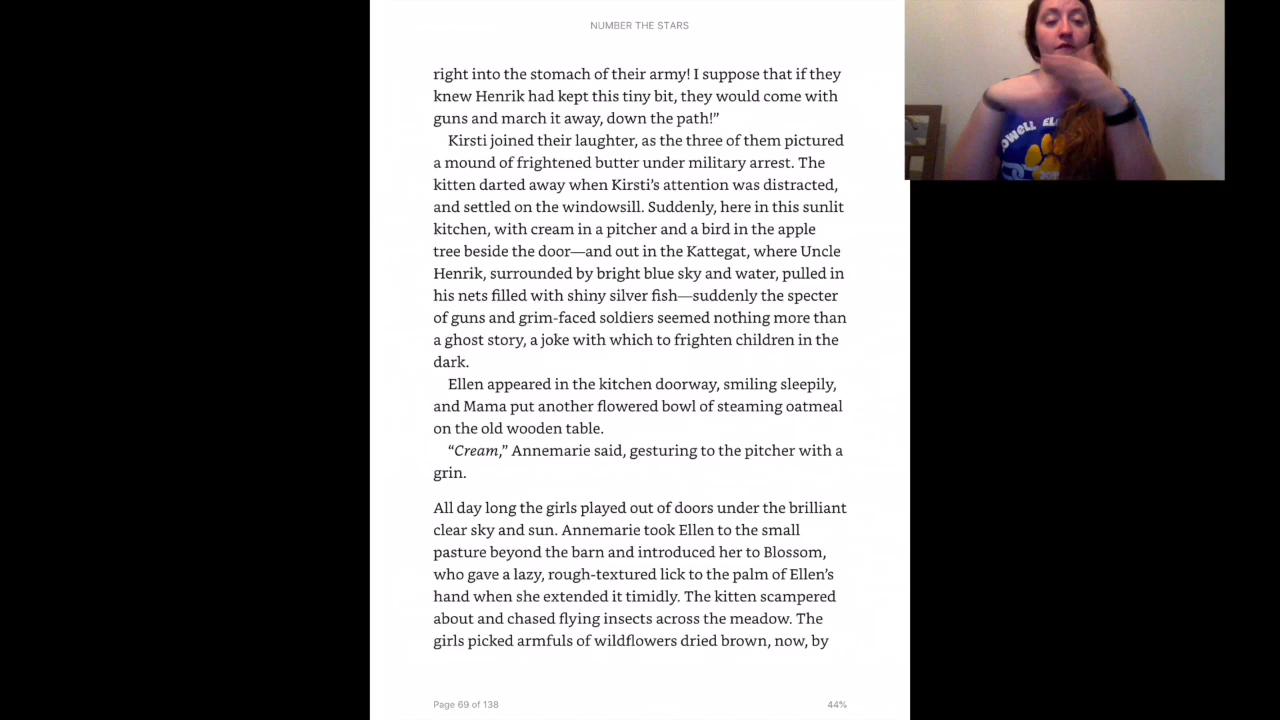 NUMBER THE STARS
right into the stomach of their army! I suppose that if they
knew Henrik had kept this tiny bit, they would come with
guns and march it away, down the path!”
Kirsti joined their laughter, as the three of them pictured
a mound of frightened butter under military arrest. The
kitten darted away when Kirsti’s attention was distracted,
and settled on the windowsill. Suddenly, here in this sunlit
kitchen, with cream in a pitcher and a bird in the apple
tree beside the door—and out in the Kattegat, where Uncle
Henrik, surrounded by bright blue sky and water, pulled in
his nets filled with shiny silver fish—suddenly the specter
of guns and grim-faced soldiers seemed nothing more than
a ghost story, a joke with which to frighten children in the
dark.
Ellen appeared in the kitchen doorway, smiling sleepily,
and Mama put another flowered bowl of steaming oatmeal
on the old wooden table.
“Cream,” Annemarie said, gesturing to the pitcher with a
grin.
All day long the girls played out of doors under the brilliant
clear sky and sun. Annemarie took Ellen to the small
pasture beyond the barn and introduced her to Blossom,
who gave a lazy, rough-textured lick to the palm of Ellen’s
hand when she extended it timidly. The kitten scampered
about and chased flying insects across the meadow. The
girls picked armfuls of wildflowers dried brown, now, by
Page 69 of 138
44%